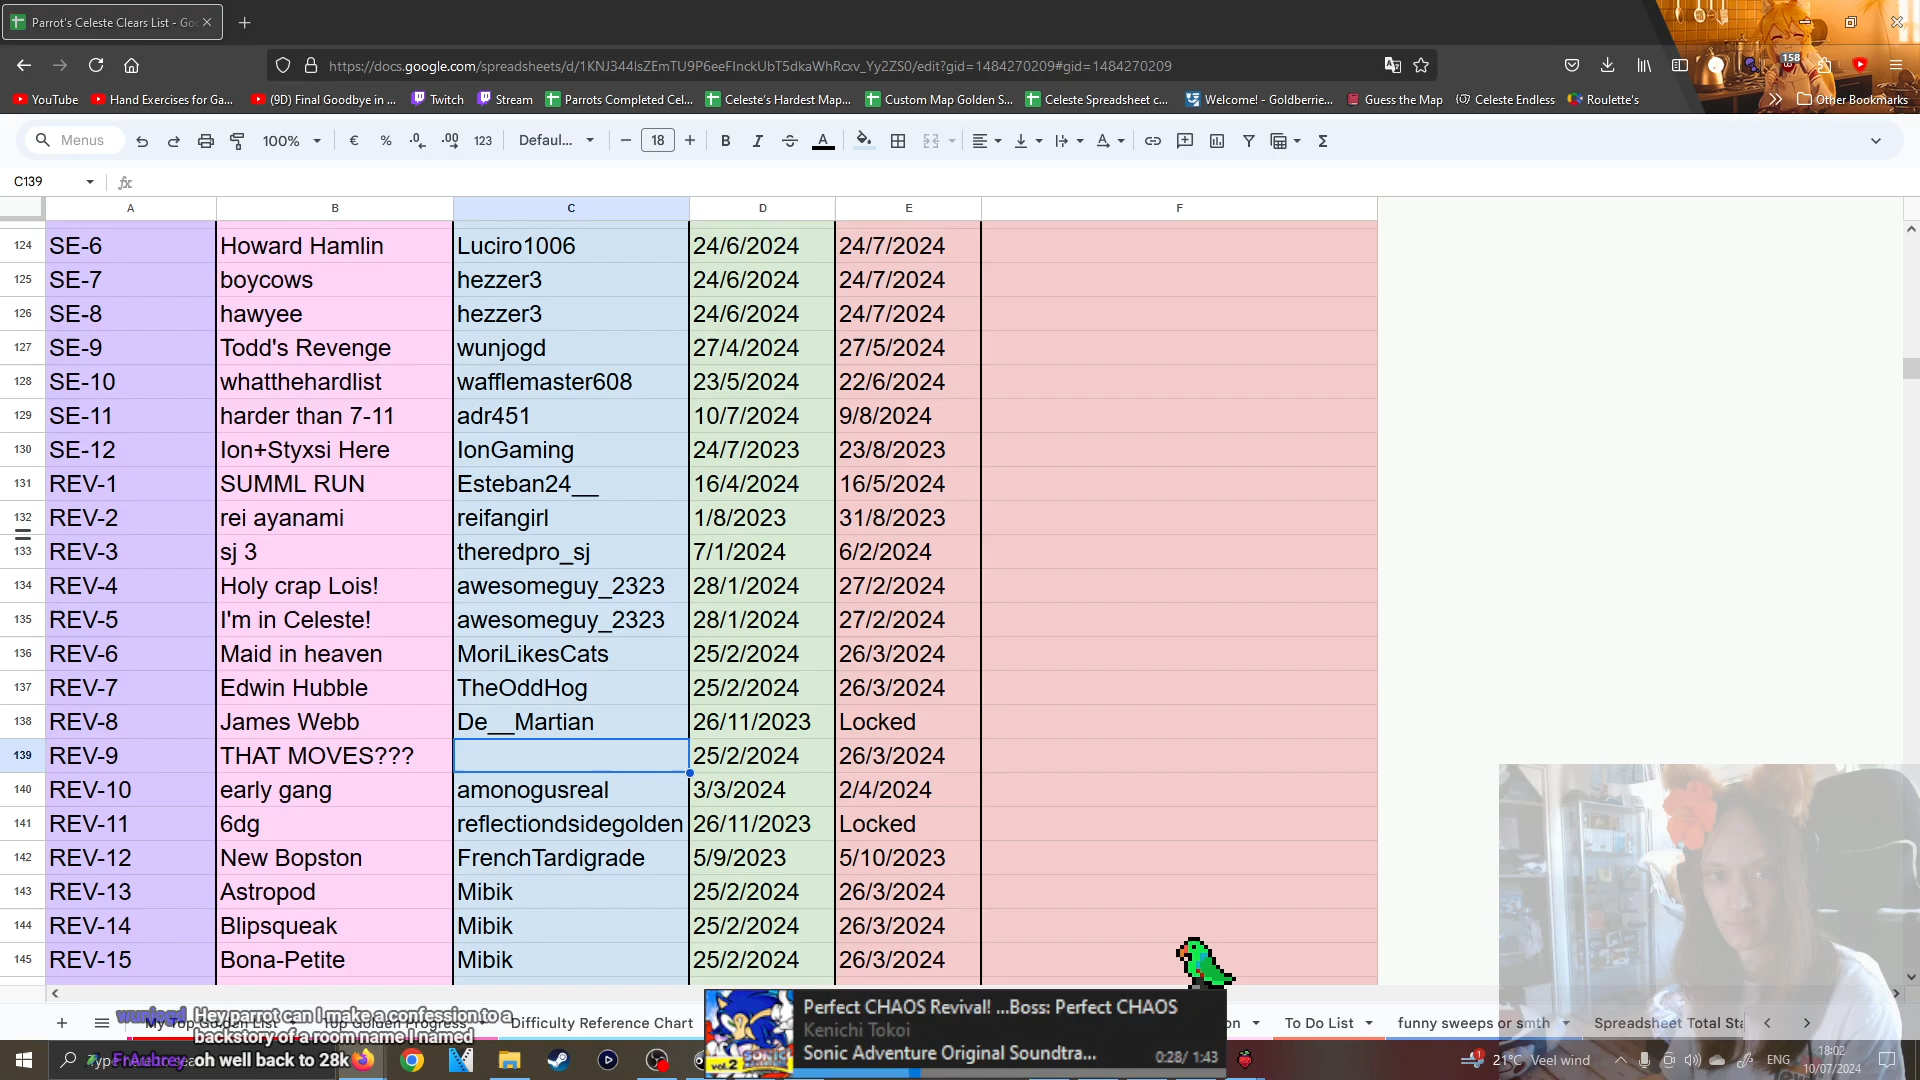 Parrot's Celeste Clears List - Go
https://docs.google.com/spreadsheets/d/1KNJ344lsZEmTU9P6eeFInckUbT5dkaWhRcxv_Yy2ZS0/edit?gid=1484270209#gid=1484270209
158
YouTube Hand Exercises for Ga... (9D) Final Goodbye in ... Twitch Stream Parrots Completed Cel... Celeste's Hardest Map... Custom Map Golden S... Celeste Spreadsheet c... Welcome! - Goldberrie... Guess the Map Celeste Endless Roulette's Other Bookmarks
Menus 100% € % .0 .00 123 Defaul... 18 B I A
C139 fx
A B C D E F
124 SE-6 Howard Hamlin Luciro1006 24/6/2024 24/7/2024
125 SE-7 boycows hezzer3 24/6/2024 24/7/2024
126 SE-8 hawyee hezzer3 24/6/2024 24/7/2024
127 SE-9 Todd's Revenge wunjogd 27/4/2024 27/5/2024
128 SE-10 whatthehardlist wafflemaster608 23/5/2024 22/6/2024
129 SE-11 harder than 7-11 adr451 10/7/2024 9/8/2024
130 SE-12 Ion+Styxsi Here IonGaming 24/7/2023 23/8/2023
131 REV-1 SUMML RUN Esteban24__ 16/4/2024 16/5/2024
132 REV-2 rei ayanami reifangirl 1/8/2023 31/8/2023
133 REV-3 sj 3 theredpro_sj 7/1/2024 6/2/2024
134 REV-4 Holy crap Lois! awesomeguy_2323 28/1/2024 27/2/2024
135 REV-5 I'm in Celeste! awesomeguy_2323 28/1/2024 27/2/2024
136 REV-6 Maid in heaven MoriLikesCats 25/2/2024 26/3/2024
137 REV-7 Edwin Hubble TheOddHog 25/2/2024 26/3/2024
138 REV-8 James Webb De__Martian 26/11/2023 Locked
139 REV-9 THAT MOVES??? 25/2/2024 26/3/2024
140 REV-10 early gang amonogusreal 3/3/2024 2/4/2024
141 REV-11 6dg reflectiondsidegolden 26/11/2023 Locked
142 REV-12 New Bopston FrenchTardigrade 5/9/2023 5/10/2023
143 REV-13 Astropod Mibik 25/2/2024 26/3/2024
144 REV-14 Blipsqueak Mibik 25/2/2024 26/3/2024
145 REV-15 Bona-Petite Mibik 25/2/2024 26/3/2024
wunjogd Hey parrot can I make a confession to a
backstory of a room name I named
FrAubrey oh well back to 28k
My Top Golden List Top Golden Progress Difficulty Reference Chart on To Do List funny sweeps or smth Spreadsheet Total Sta
Perfect CHAOS Revival! ...Boss: Perfect CHAOS
Kenichi Tokoi
Sonic Adventure Original Soundtra... 0:28/ 1:43
vol.2
21°C Veel wind ENG 18:02
10/07/2024